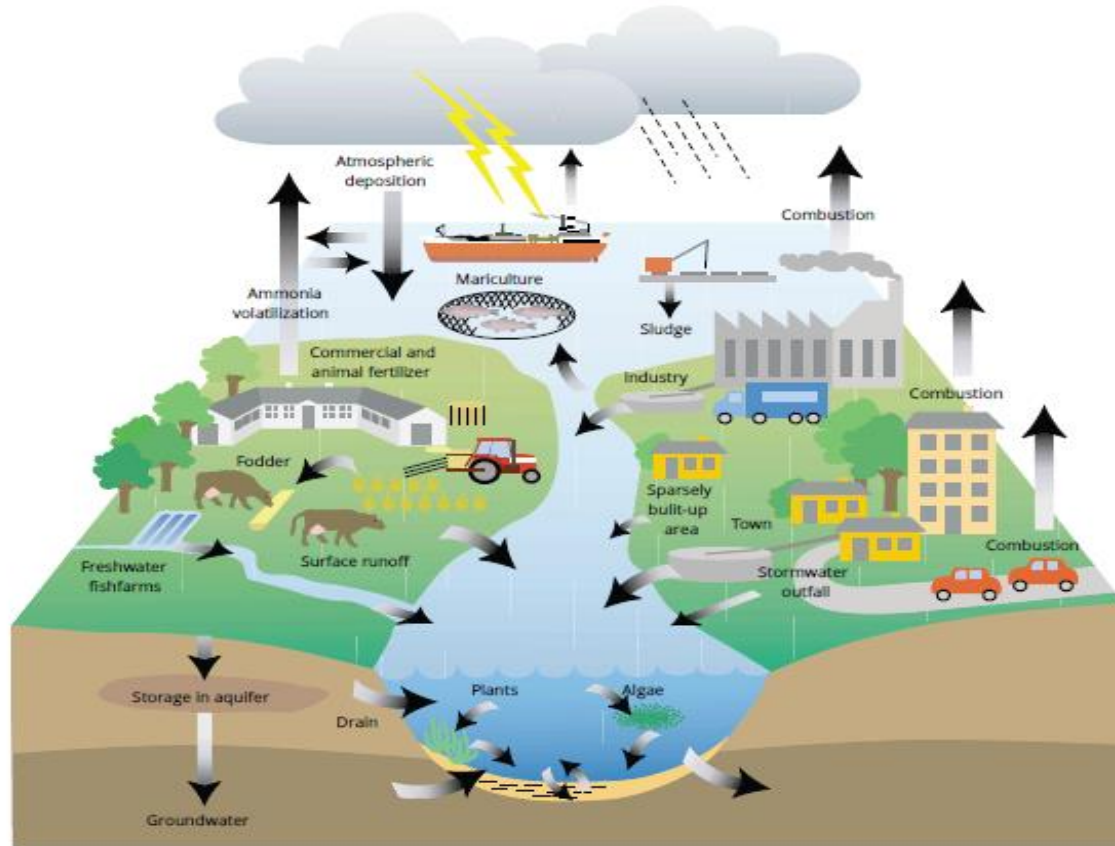 Atmospheric
deposition
Combustion
Ammonia
volatilization
Mariculture
Sludge
Commercial and
animal fertilizer
Industry
Combustion
Fodder
Sparsely
bulit-up
area
Town
Combustion
Freshwater
fishfarms
Surface runoff
Stormwater
outfall
Storage in aquifer
Plants
Algae
Drain
Groundwater